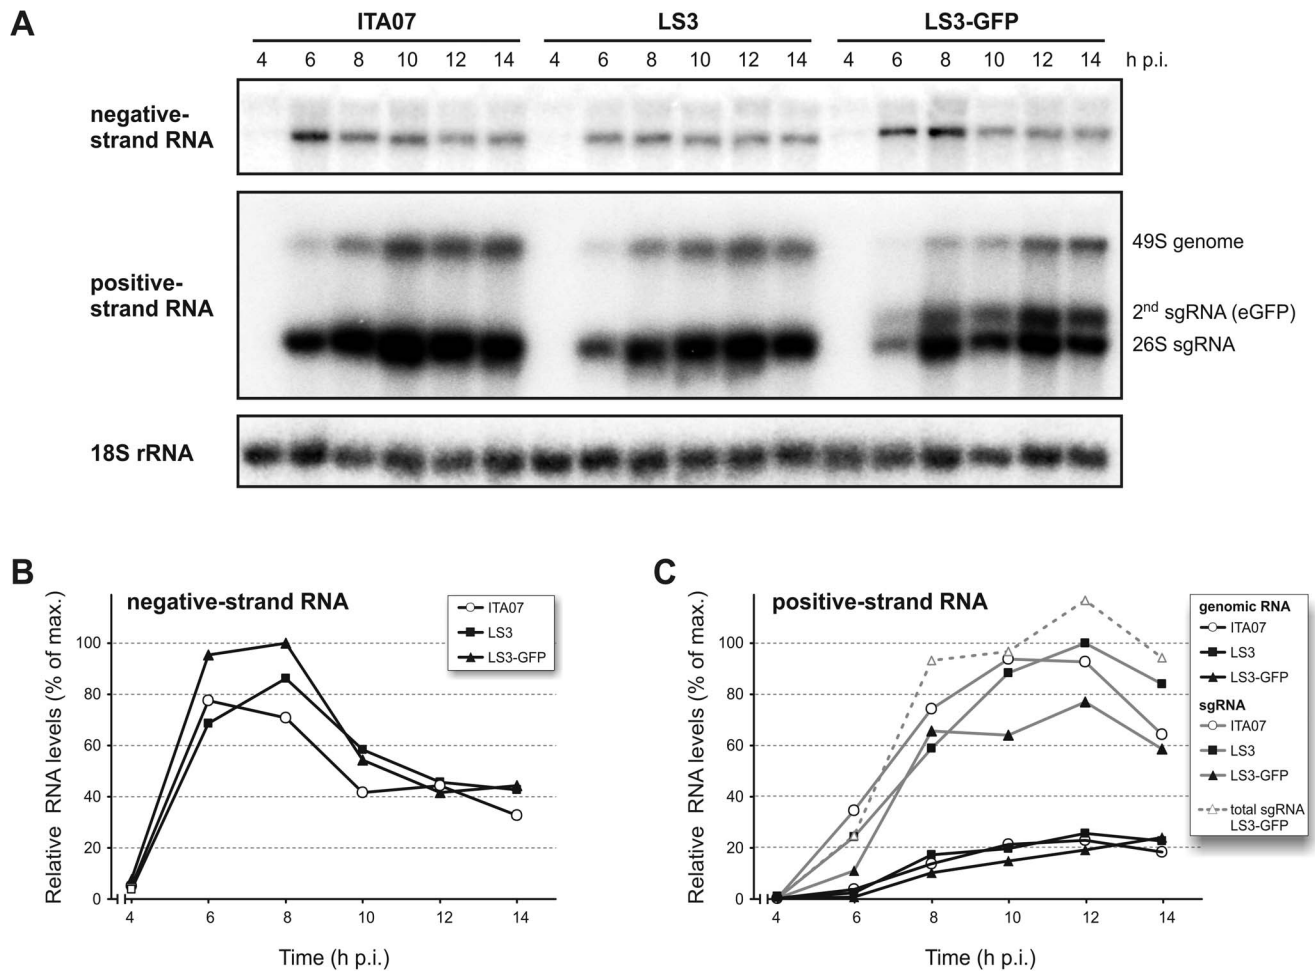 A
ITA07 LS3 LS3-GFP
4 6 8 10 12 14 4 6 8 10 12 14 4 6 8 10 12 14 h p.i.
negative-
strand RNA
positive-
strand RNA
49S genome
2nd sgRNA (eGFP)
26S sgRNA
18S rRNA
B
negative-strand RNA
Relative RNA levels (% of max.)
100
80
60
40
20
0
4 6 8 10 12 14
Time (h p.i.)
ITA07
LS3
LS3-GFP
C
positive-strand RNA
Relative RNA levels (% of max.)
100
80
60
40
20
0
4 6 8 10 12 14
Time (h p.i.)
genomic RNA
ITA07
LS3
LS3-GFP
sgRNA
ITA07
LS3
LS3-GFP
total sgRNA
LS3-GFP